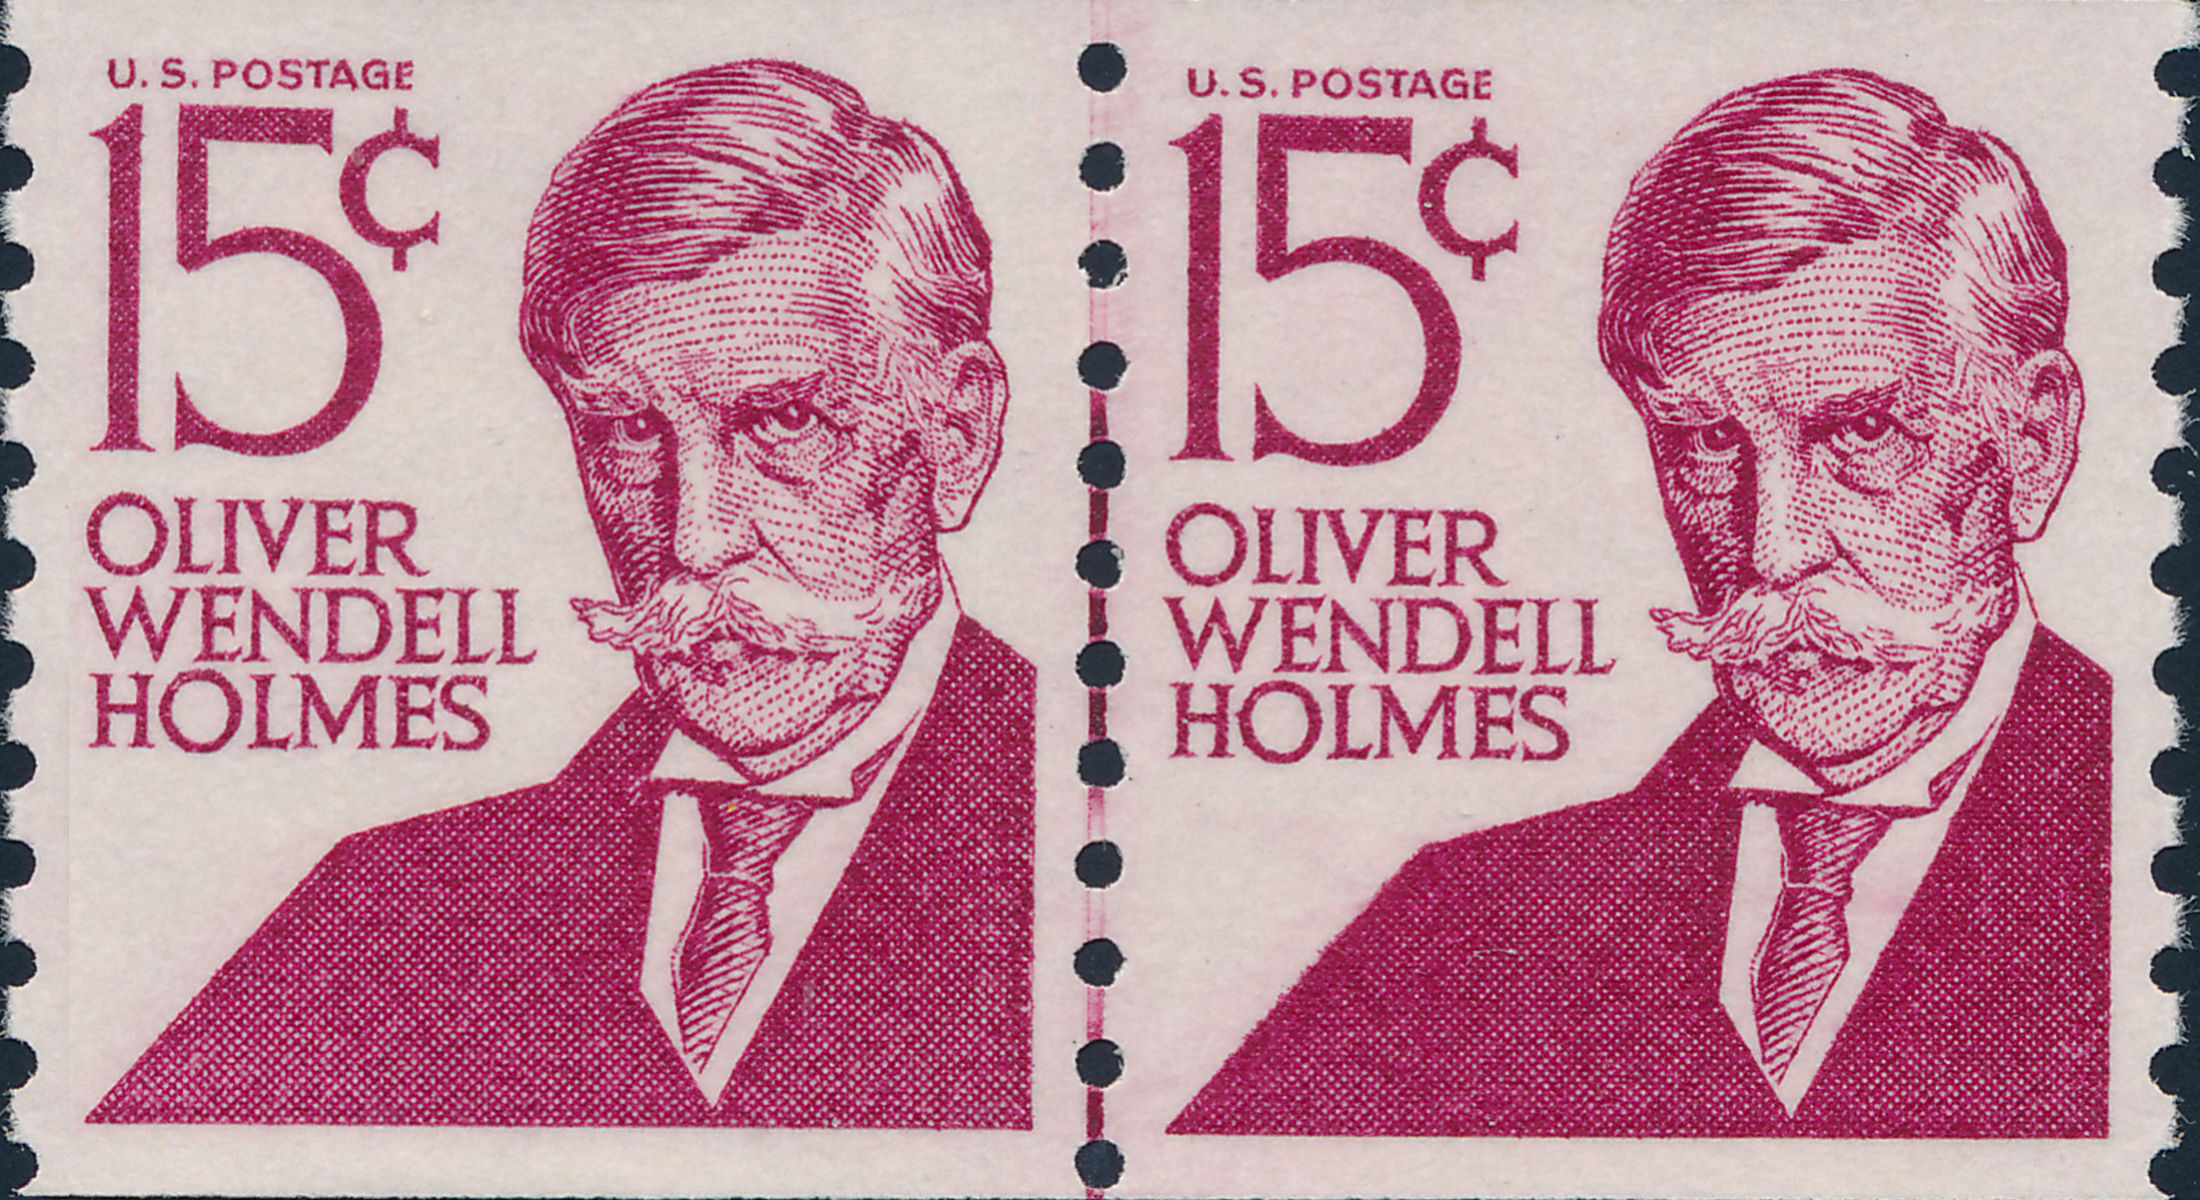 U.S. POSTAGE
15¢
OLIVER
WENDELL
HOLMES
U.S. POSTAGE
15¢
OLIVER
WENDELL
HOLMES